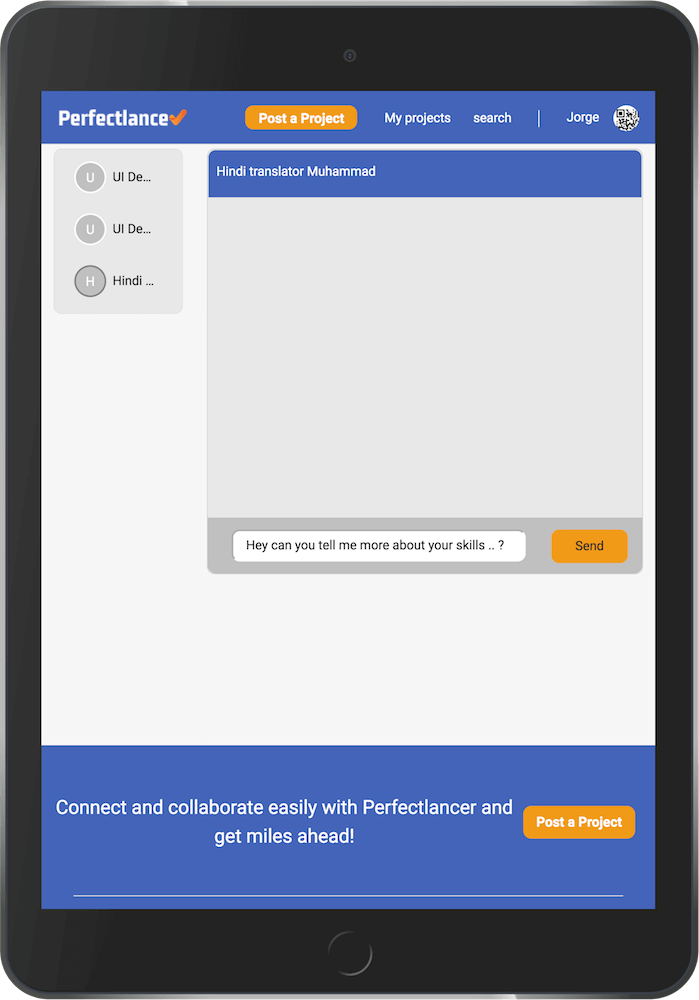 Perfectlance
Post a Project
My projects
search
Jorge
U
UI De...
U
UI De...
H
Hindi ...
Hindi translator Muhammad
Hey can you tell me more about your skills .. ?
Send
Connect and collaborate easily with Perfectlancer and
get miles ahead!
Post a Project